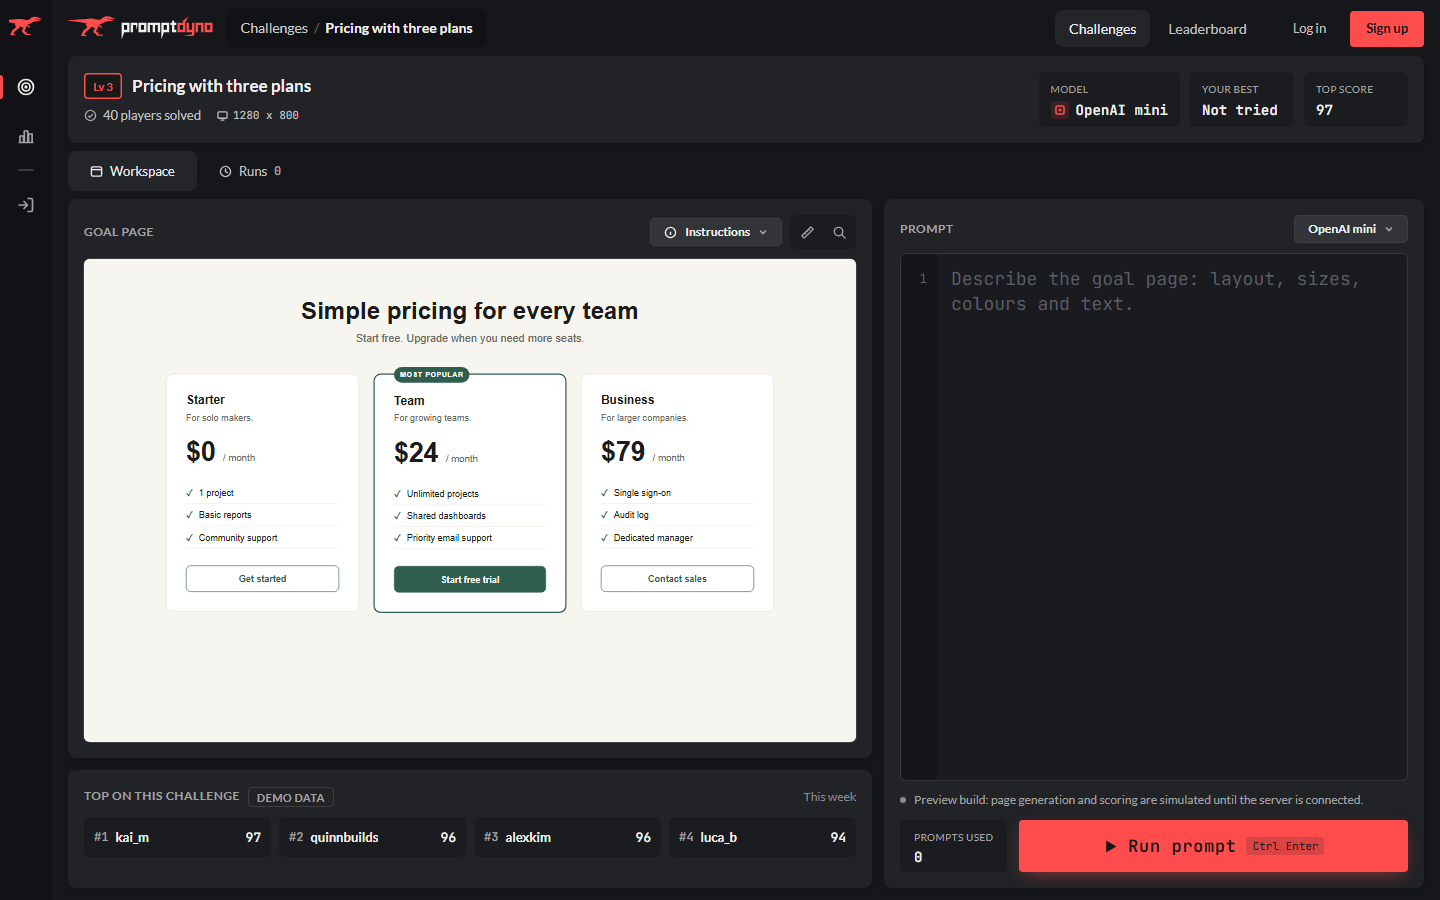 promptdyno
Challenges / Pricing with three plans
Challenges
Leaderboard
Log in
Sign up
Lv 3
Pricing with three plans
40 players solved
1280 x 800
MODEL
OpenAI mini
YOUR BEST
Not tried
TOP SCORE
97
Workspace
Runs 0
GOAL PAGE
Instructions
Simple pricing for every team
Start free. Upgrade when you need more seats.
Starter
For solo makers.
$0 / month
✓ 1 project
✓ Basic reports
✓ Community support
Get started
MOST POPULAR
Team
For growing teams.
$24 / month
✓ Unlimited projects
✓ Shared dashboards
✓ Priority email support
Start free trial
Business
For larger companies.
$79 / month
✓ Single sign-on
✓ Audit log
✓ Dedicated manager
Contact sales
TOP ON THIS CHALLENGE
DEMO DATA
This week
#1 kai_m 97
#2 quinnbuilds 96
#3 alexkim 96
#4 luca_b 94
PROMPT
OpenAI mini
1
Describe the goal page: layout, sizes,
colours and text.
Preview build: page generation and scoring are simulated until the server is connected.
PROMPTS USED
0
Run prompt Ctrl Enter